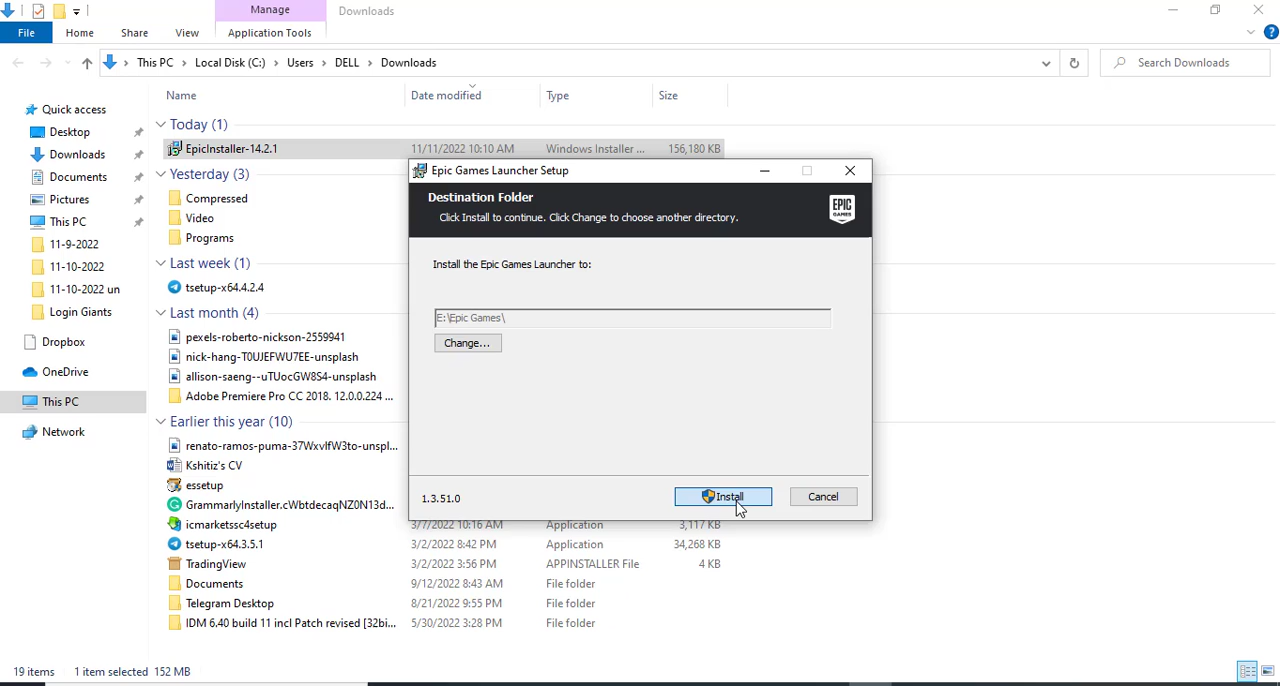 Manage
Downloads
File
Home
Share
View
Application Tools
This PC
Local Disk (C:)
Users
DELL
Downloads
Search Downloads
Name
Date modified
Type
Size
Quick access
Desktop
Downloads
Documents
Pictures
This PC
11-9-2022
11-10-2022
11-10-2022 un
Login Giants
Dropbox
OneDrive
This PC
Network
Today (1)
EpicInstaller-14.2.1 11/11/2022 10:10 AM Windows Installer ... 156,180 KB
Yesterday (3)
Compressed
Video
Programs
Last week (1)
tsetup-x64.4.2.4
Last month (4)
pexels-roberto-nickson-2559941
nick-hang-T0UJEFWU7EE-unsplash
allison-saeng--uTUocGW8S4-unsplash
Adobe Premiere Pro CC 2018. 12.0.0.224 ...
Earlier this year (10)
renato-ramos-puma-37WxvIfW3to-unspl...
Kshitiz's CV
essetup
GrammarlyInstaller.cWbtdecaqNZ0N13d...
icmarketssc4setup 3/7/2022 10:16 AM Application 3,117 KB
tsetup-x64.3.5.1 3/2/2022 8:42 PM Application 34,268 KB
TradingView 3/2/2022 3:56 PM APPINSTALLER File 4 KB
Documents 9/12/2022 8:43 AM File folder
Telegram Desktop 8/21/2022 9:55 PM File folder
IDM 6.40 build 11 incl Patch revised [32bi... 5/30/2022 3:28 PM File folder
Epic Games Launcher Setup
Destination Folder
Click Install to continue. Click Change to choose another directory.
EPIC
GAMES
Install the Epic Games Launcher to:
E:\Epic Games\
Change...
1.3.51.0
Install
Cancel
19 items
1 item selected 152 MB